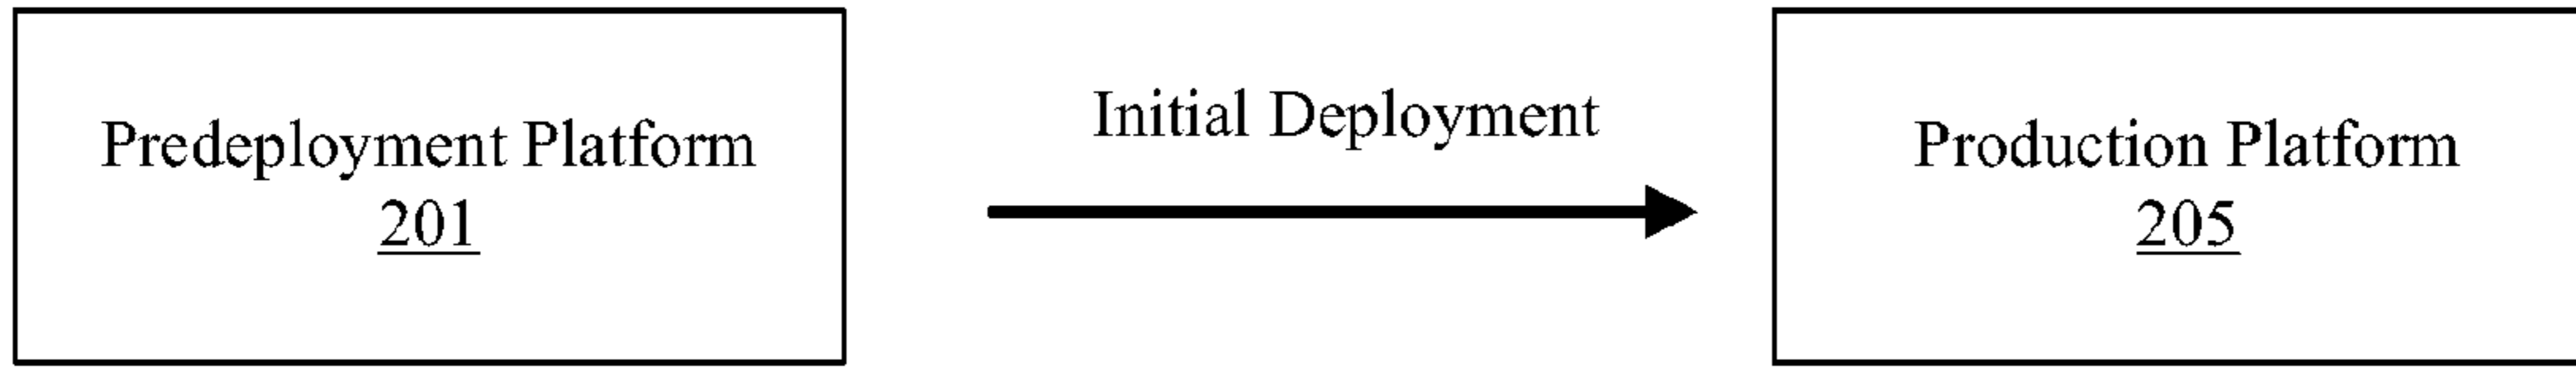 Predeployment Platform
201
Initial Deployment
Production Platform
205